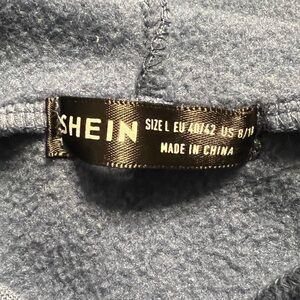 SHEIN
SIZE L EU 40/42 US 8/10
MADE IN CHINA